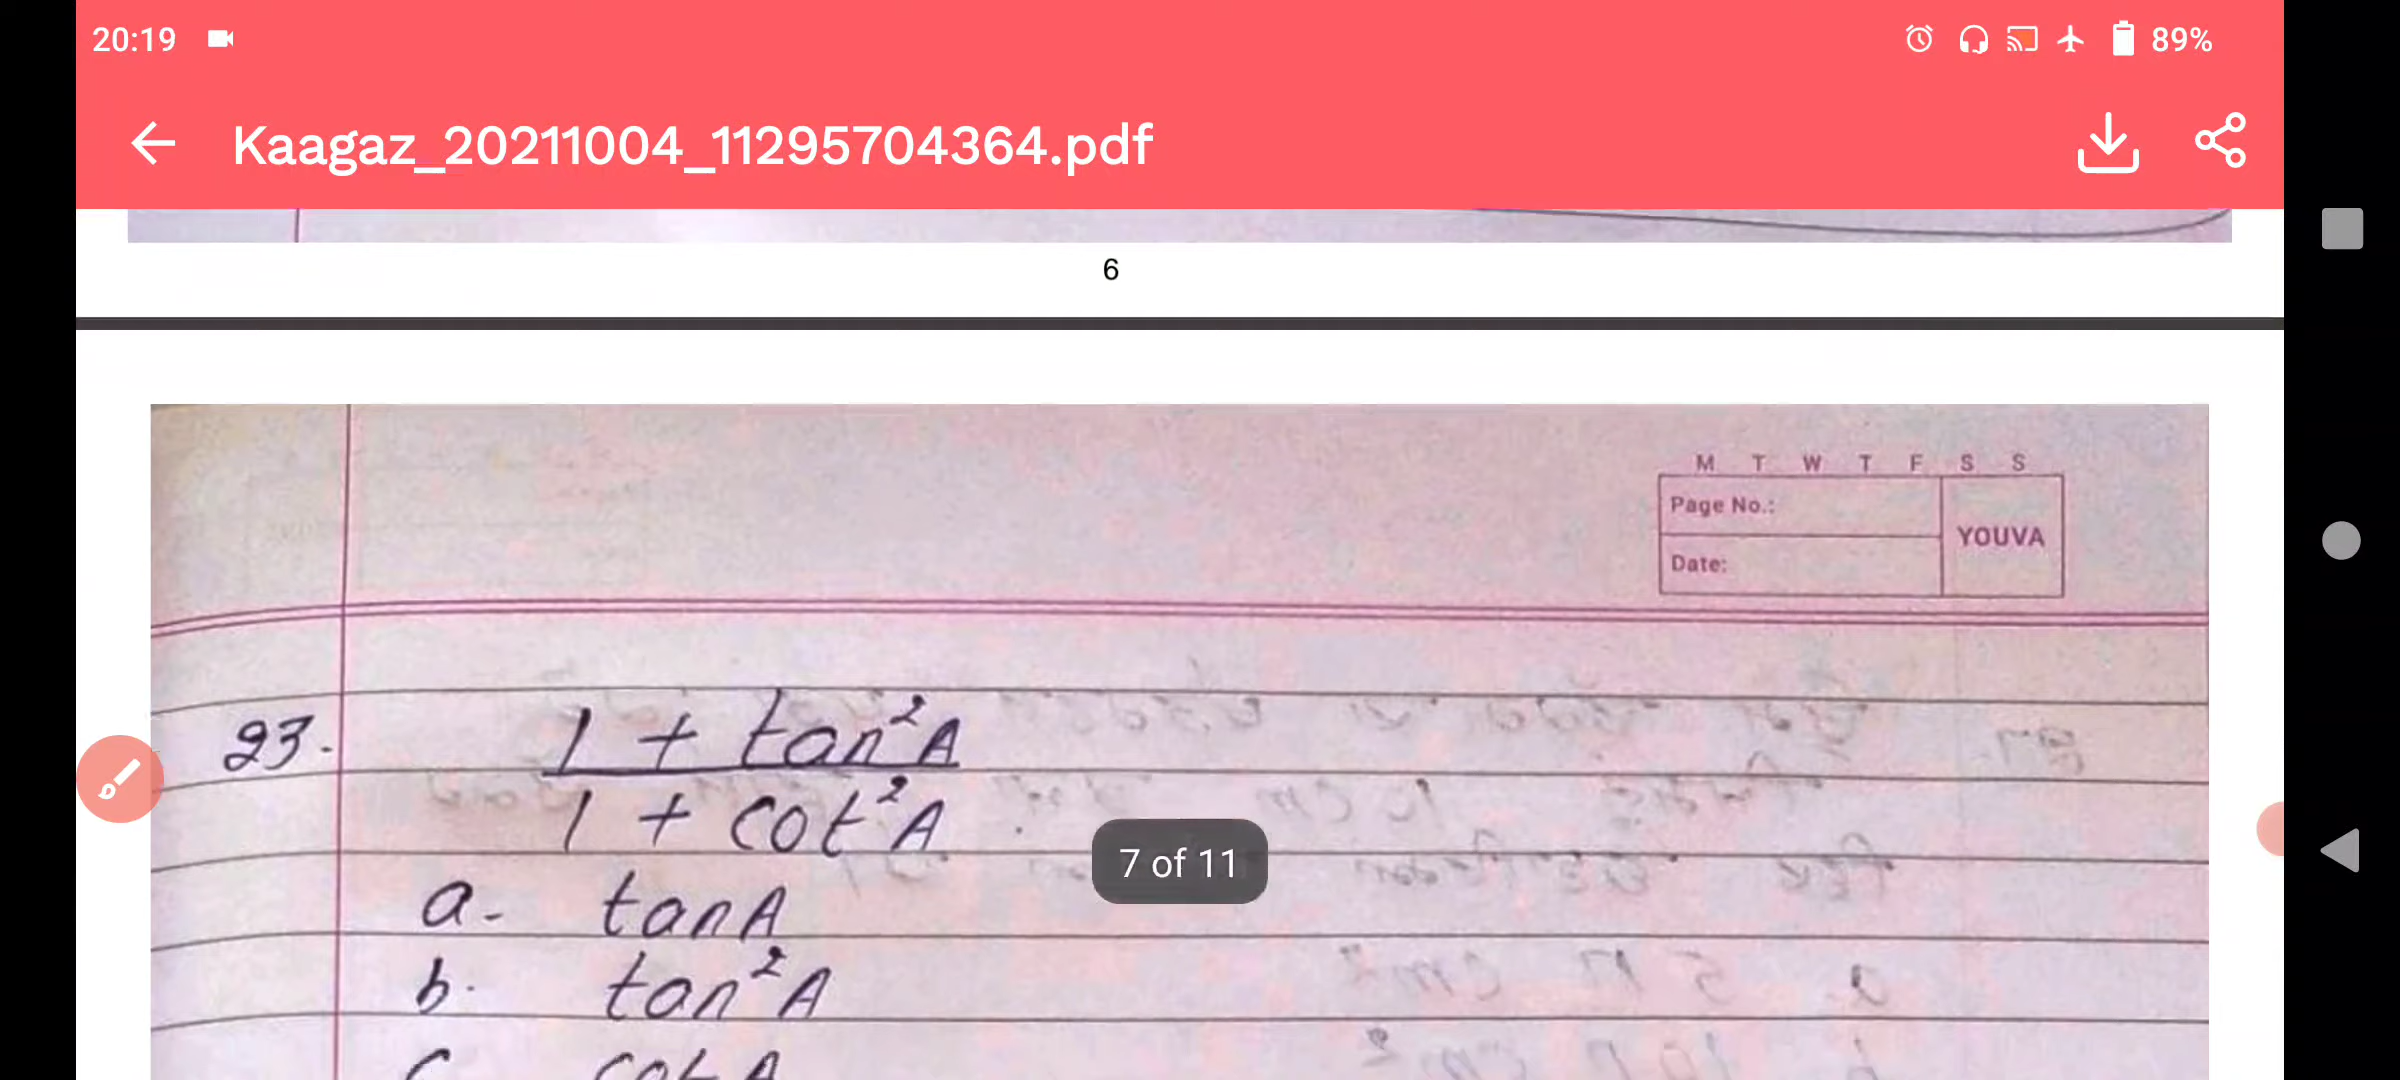 20:19 89%
Kaagaz_20211004_11295704364.pdf
6
M T W T F S S
Page No.:
YOUVA
Date:
23. 1 + tan²A
1 + cot²A
7 of 11
a- tanA
b. tan²A
c cot A